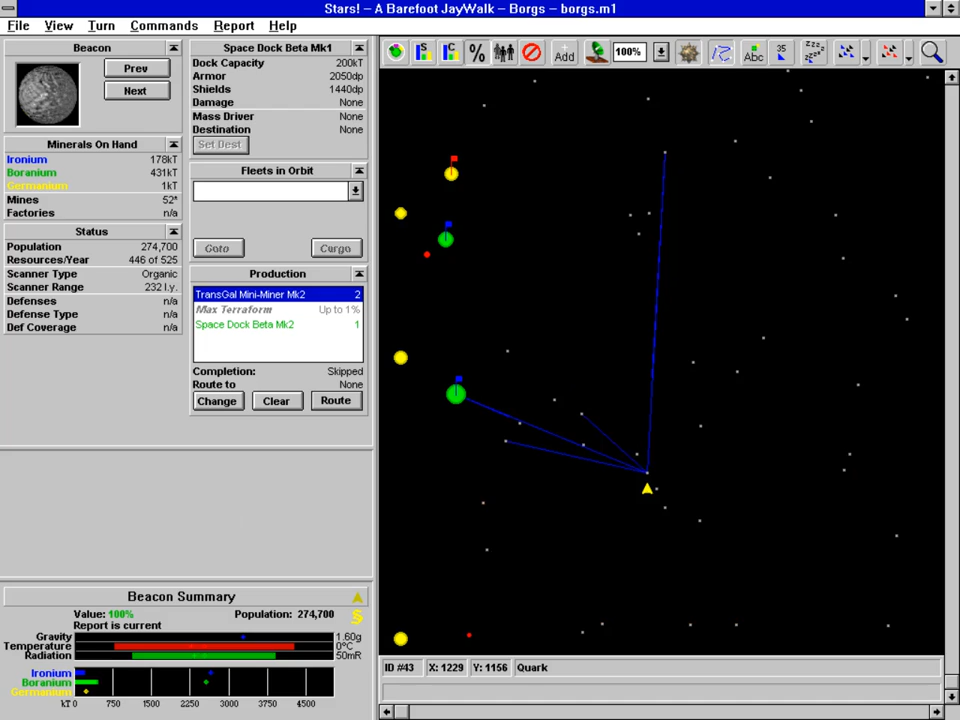 Stars! – A Barefoot JayWalk – Borgs – borgs.m1
File View Turn Commands Report Help
Beacon
Prev
Next
Minerals On Hand
Ironium 178kT
Boranium 431kT
Germanium 1kT
Mines 52*
Factories n/a
Status
Population 274,700
Resources/Year 446 of 525
Scanner Type Organic
Scanner Range 232 l.y.
Defenses n/a
Defense Type n/a
Def Coverage n/a
Space Dock Beta Mk1
Dock Capacity 200kT
Armor 2050dp
Shields 1440dp
Damage None
Mass Driver None
Destination None
Set Dest
Fleets in Orbit
Goto Cargo
Production
TransGal Mini-Miner Mk2 2
Max Terraform Up to 1%
Space Dock Beta Mk2 1
Completion: Skipped
Route to None
Change Clear Route
S C % Add 100% Abc 35 zzz
Beacon Summary
Value: 100% Population: 274,700
Report is current
Gravity 1.60g
Temperature 0°C
Radiation 50mR
Ironium
Boranium
Germanium
kT 0 750 1500 2250 3000 3750 4500
ID #43 X: 1229 Y: 1156 Quark